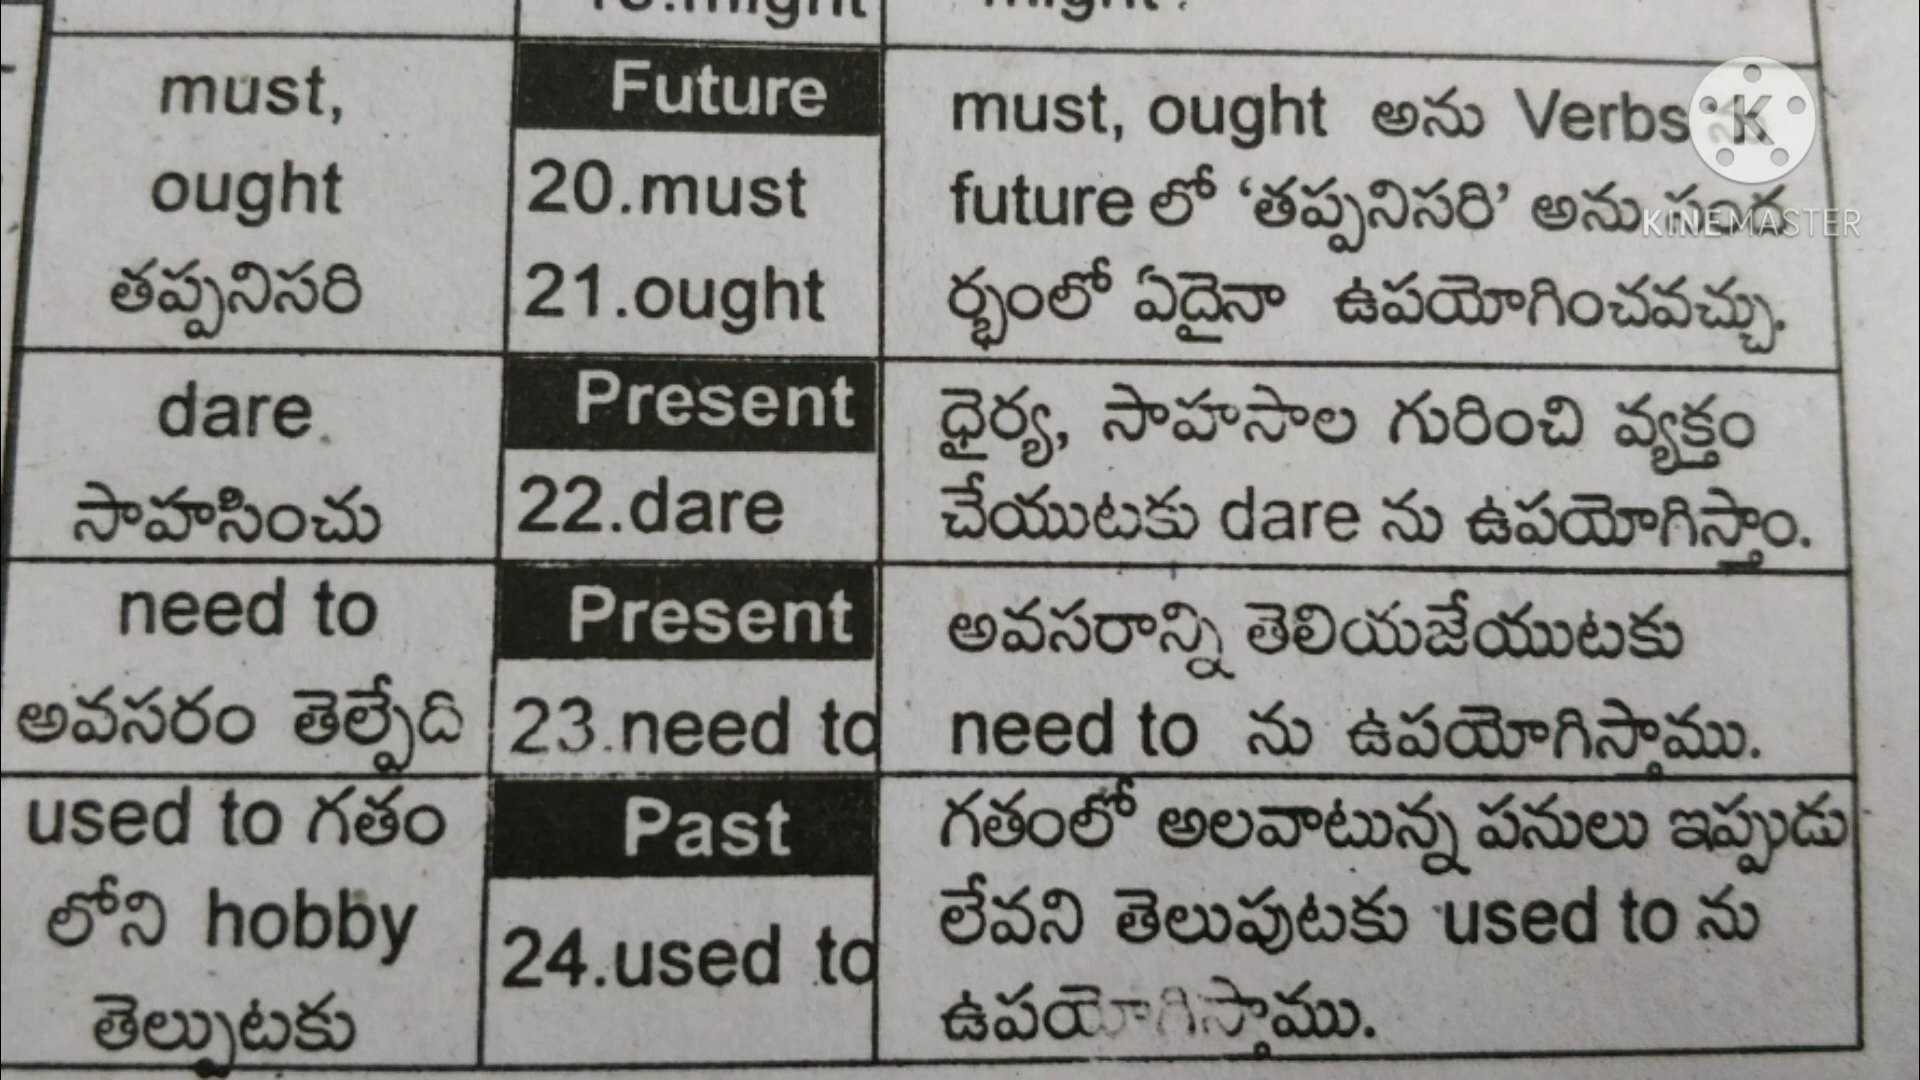 might
might
must,
ought
తప్పనిసరి
Future
20.must
21.ought
must, ought అను Verbs
future లో ‘తప్పనిసరి’ అను సంద
ర్భంలో ఏదైనా ఉపయోగించవచ్చు.
dare
సాహసించు
Present
22.dare
ధైర్య, సాహసాల గురించి వ్యక్తం
చేయుటకు dare ను ఉపయోగిస్తాం.
need to
అవసరం తెల్పేది
Present
23.need to
అవసరాన్ని తెలియజేయుటకు
need to ను ఉపయోగిస్తాము.
used to గతం
లోని hobby
తెల్పుటకు
Past
24.used to
గతంలో అలవాటున్న పనులు ఇప్పుడు
లేవని తెలుపుటకు used to ను
ఉపయోగిస్తాము.
K
KINEMASTER